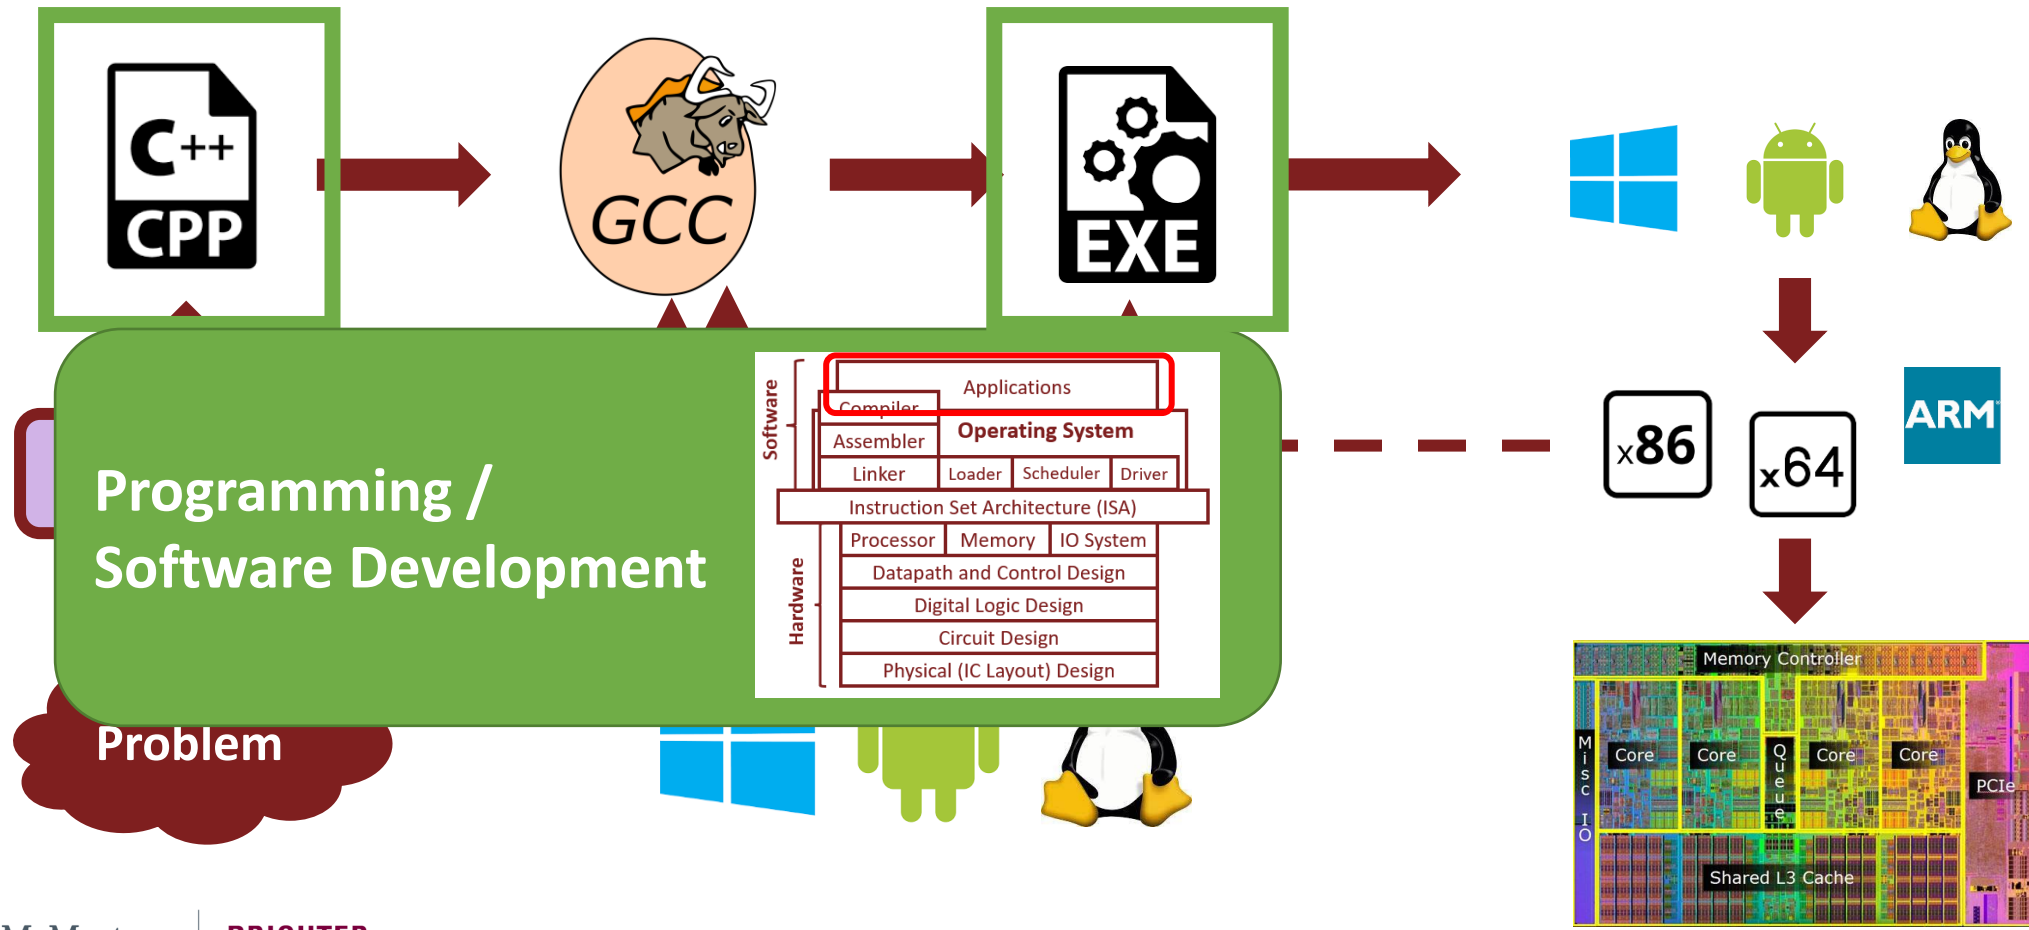 C++
CPP
GCC
EXE
Programming /
Software Development
Software
Applications
Compiler
Operating System
Assembler
Linker
Loader
Scheduler
Driver
Instruction Set Architecture (ISA)
Hardware
Processor
Memory
IO System
Datapath and Control Design
Digital Logic Design
Circuit Design
Physical (IC Layout) Design
x86
x64
ARM
Problem
Memory Controller
Misc IO
Core
Core
Queue
Core
Core
PCIe
Shared L3 Cache
BRIGHTER